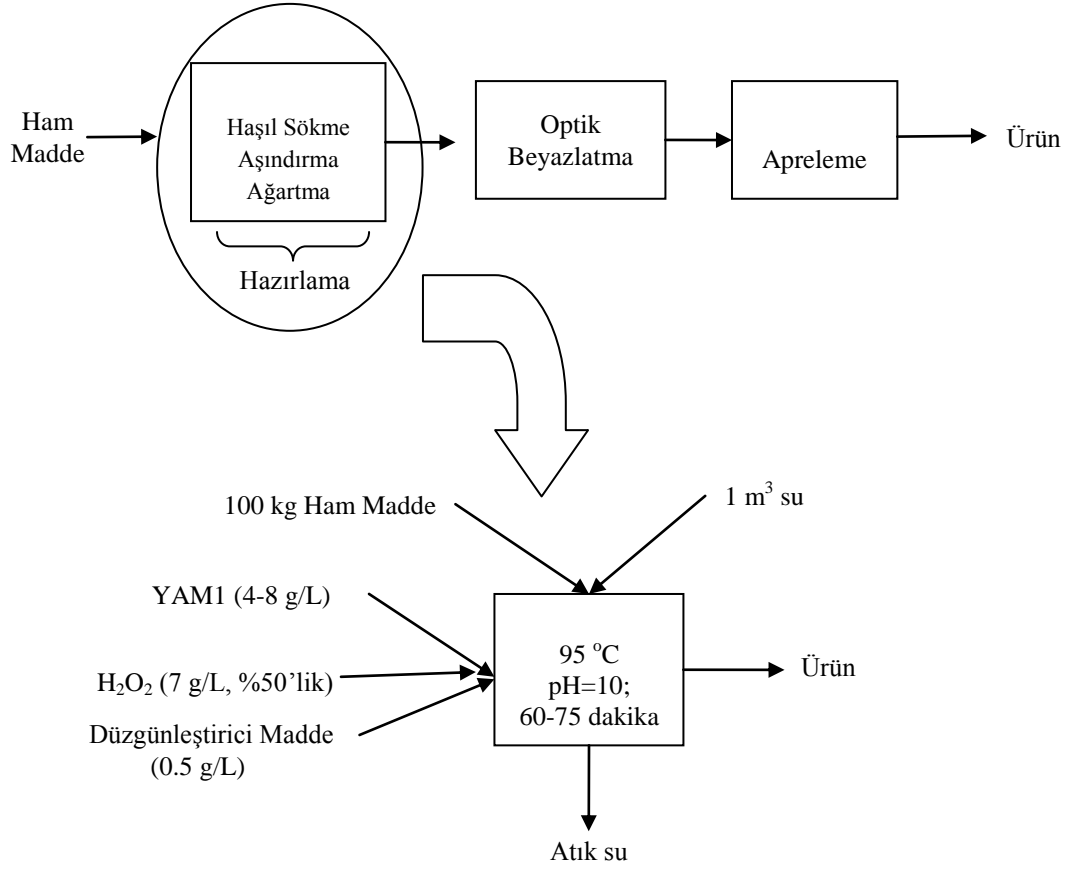 Ham
Madde
Haşıl Sökme
Aşındırma
Ağartma
Hazırlama
Optik
Beyazlatma
Apreleme
Ürün
100 kg Ham Madde
1 m³ su
YAM1 (4-8 g/L)
H₂O₂ (7 g/L, %50’lik)
Düzgünleştirici Madde
(0.5 g/L)
95 ᵒC
pH=10;
60-75 dakika
Ürün
Atık su